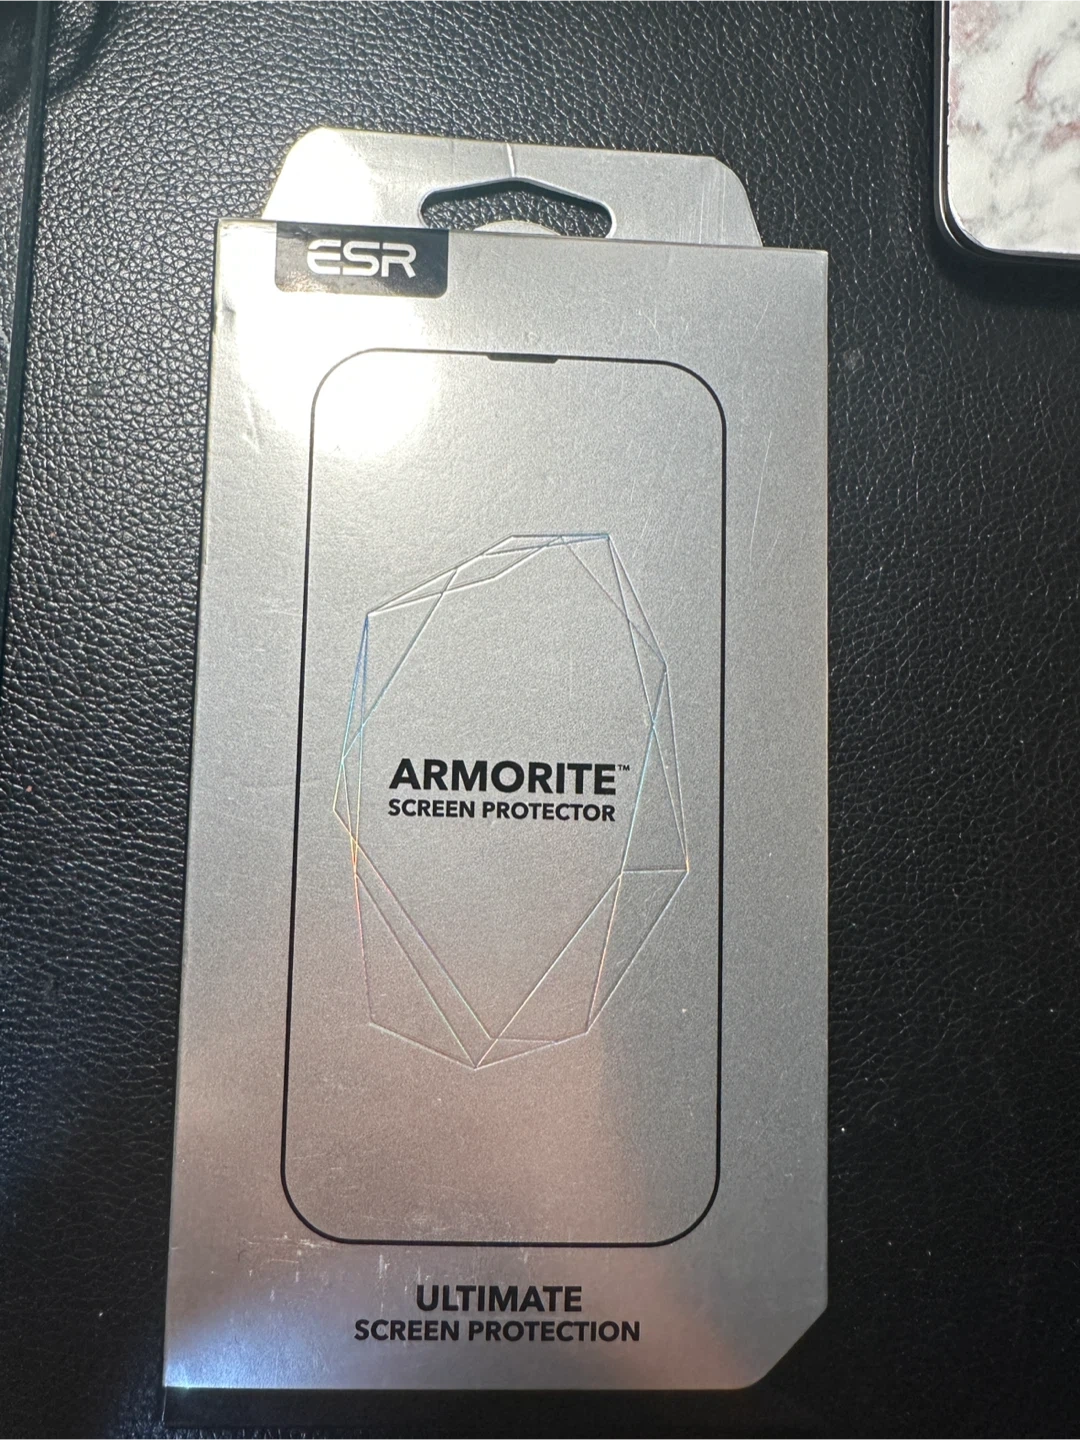 ESR
ARMORITE™
SCREEN PROTECTOR
ULTIMATE
SCREEN PROTECTION